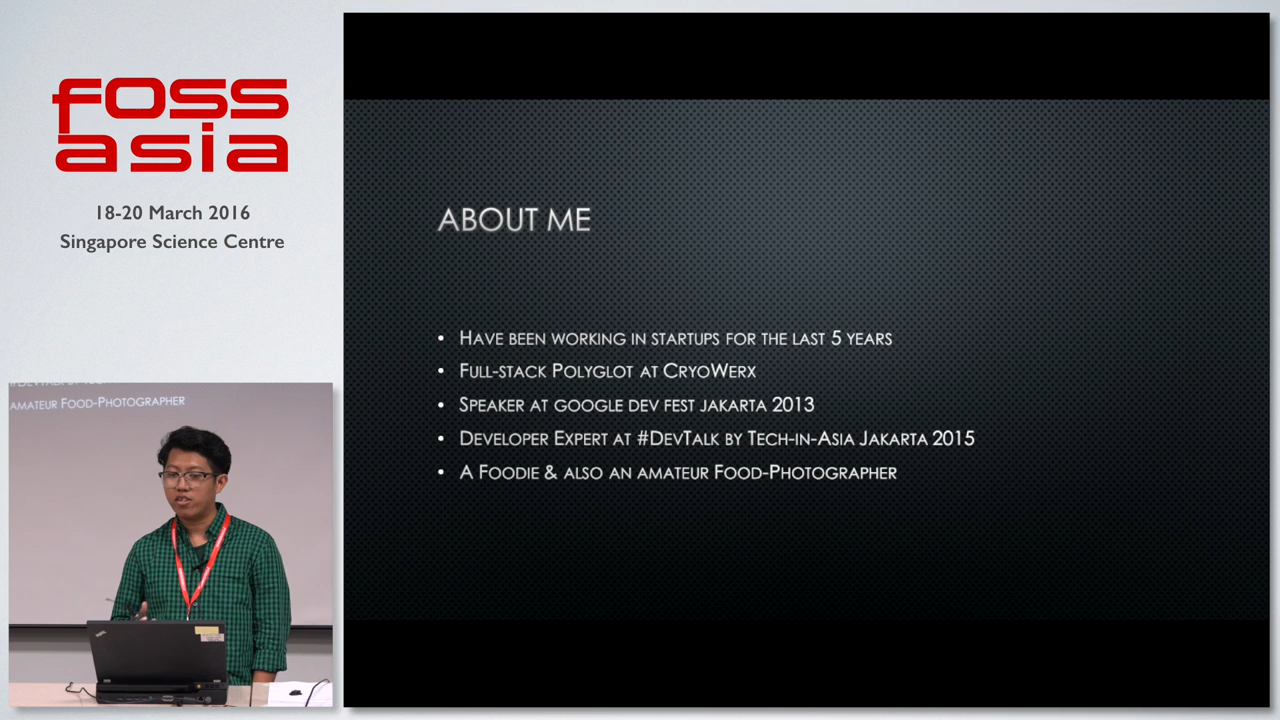 foss
asia
18-20 March 2016
Singapore Science Centre
ABOUT ME
• HAVE BEEN WORKING IN STARTUPS FOR THE LAST 5 YEARS
• FULL-STACK POLYGLOT AT CRYOWERX
• SPEAKER AT GOOGLE DEV FEST JAKARTA 2013
• DEVELOPER EXPERT AT #DEVTALK BY TECH-IN-ASIA JAKARTA 2015
• A FOODIE & ALSO AN AMATEUR FOOD-PHOTOGRAPHER
AMATEUR FOOD-PHOTOGRAPHER